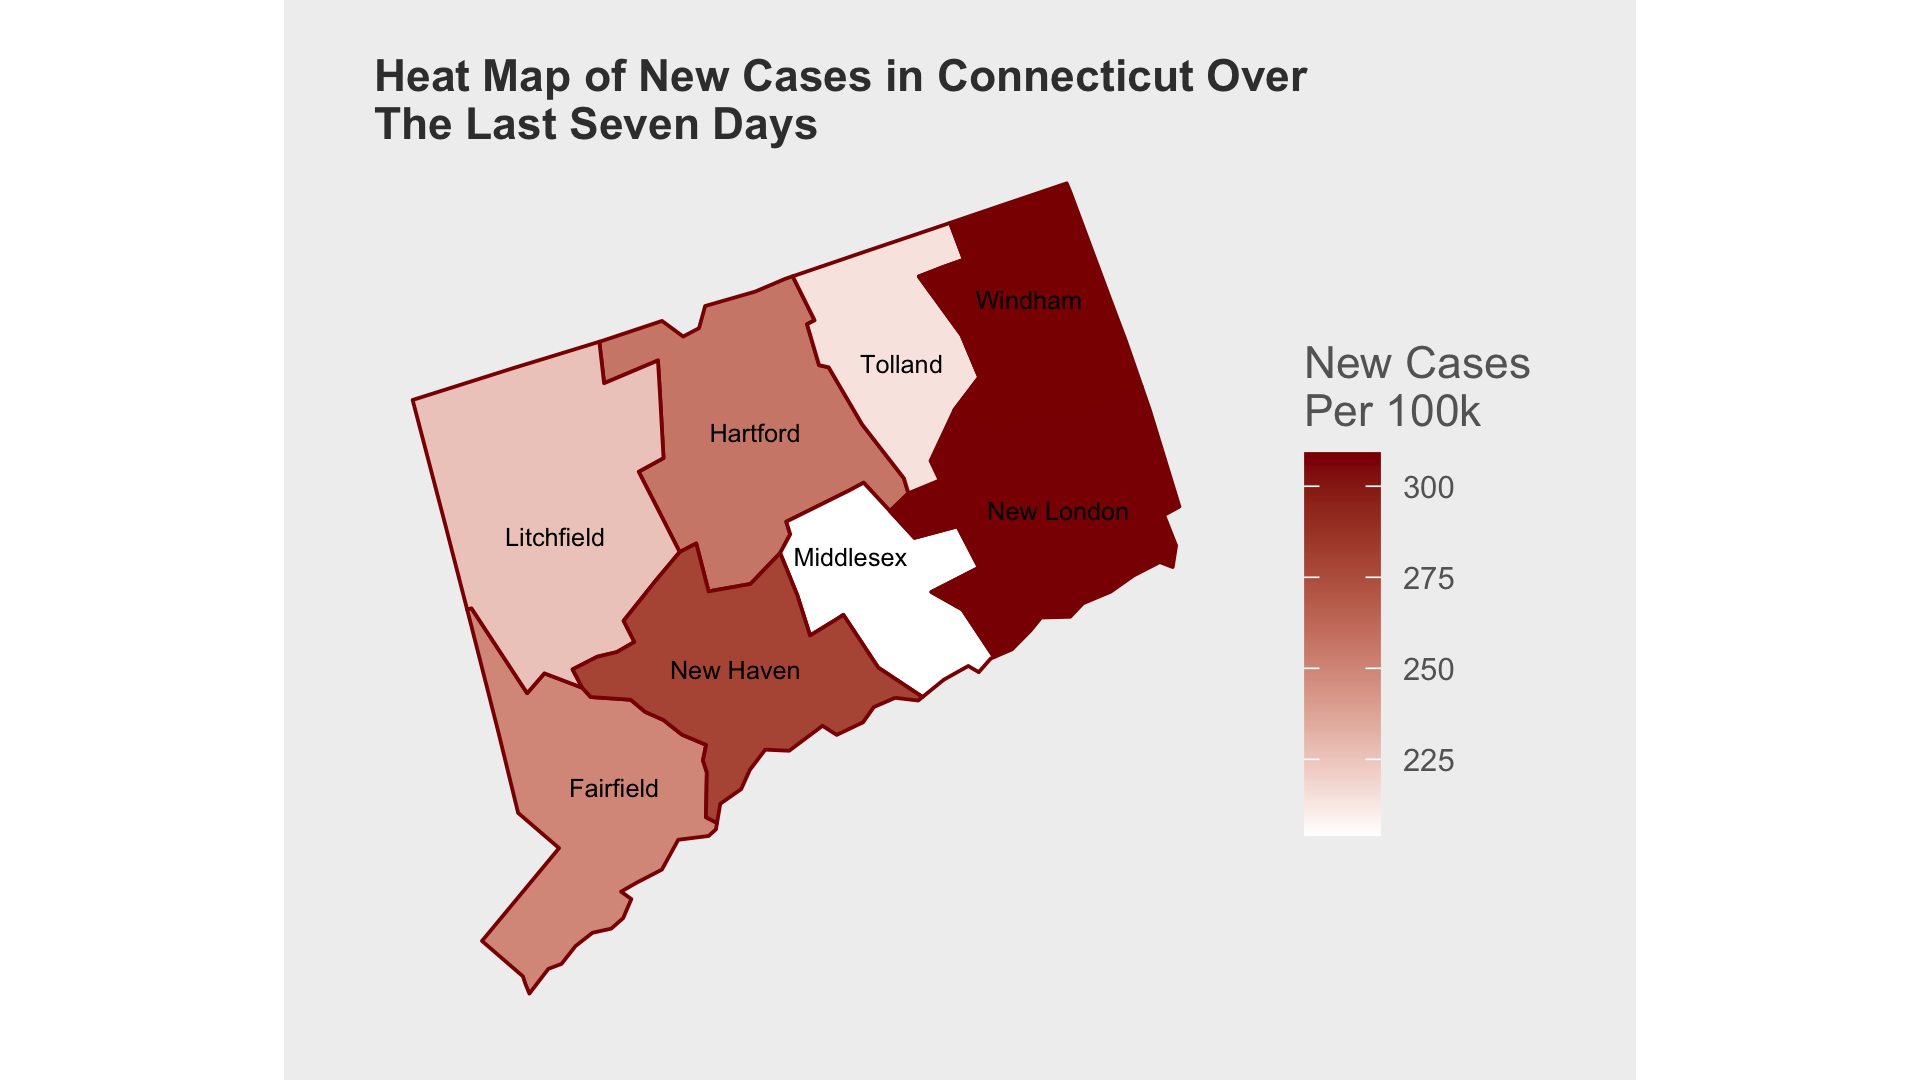 Heat Map of New Cases in Connecticut Over
The Last Seven Days
Windham
Tolland
Hartford
New London
Litchfield
Middlesex
New Haven
Fairfield
New Cases
Per 100k
300
275
250
225